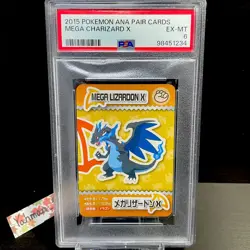 2015 POKEMON ANA PAIR CARDS
MEGA CHARIZARD X
EX-MT
6
PSA
98451234
MEGA LIZARDON X
メガリザードンX